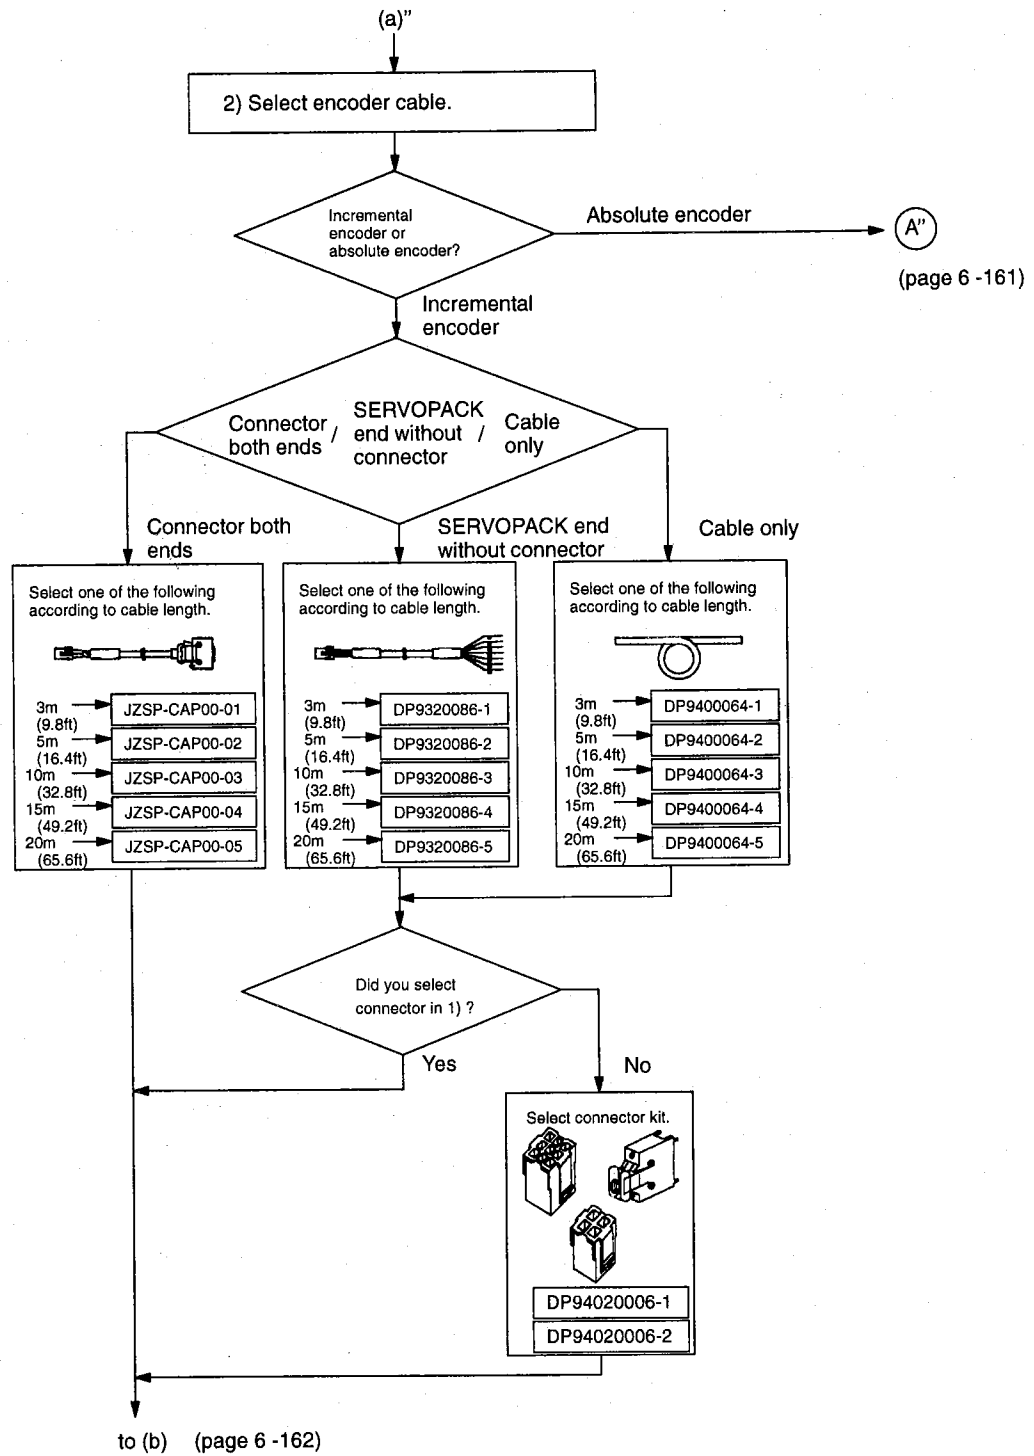 (a)”
2) Select encoder cable.
Incremental
encoder or
absolute encoder?
Absolute encoder
A”
(page 6 -161)
Incremental
encoder
Connector
both ends
/
SERVOPACK
end without
connector
/
Cable
only
Connector both
ends
SERVOPACK end
without connector
Cable only
Select one of the following
according to cable length.
3m
(9.8ft)
JZSP-CAP00-01
5m
(16.4ft)
JZSP-CAP00-02
10m
(32.8ft)
JZSP-CAP00-03
15m
(49.2ft)
JZSP-CAP00-04
20m
(65.6ft)
JZSP-CAP00-05
Select one of the following
according to cable length.
3m
(9.8ft)
DP9320086-1
5m
(16.4ft)
DP9320086-2
10m
(32.8ft)
DP9320086-3
15m
(49.2ft)
DP9320086-4
20m
(65.6ft)
DP9320086-5
Select one of the following
according to cable length.
3m
(9.8ft)
DP9400064-1
5m
(16.4ft)
DP9400064-2
10m
(32.8ft)
DP9400064-3
15m
(49.2ft)
DP9400064-4
20m
(65.6ft)
DP9400064-5
Did you select
connector in 1) ?
Yes
No
Select connector kit.
DP94020006-1
DP94020006-2
to (b) (page 6 -162)